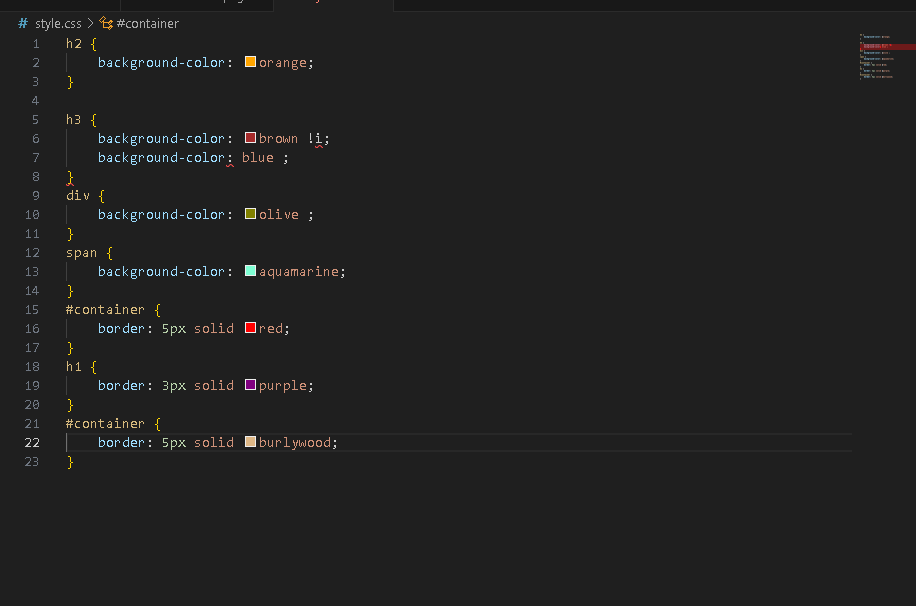 # style.css > #container
1 h2 {
2 background-color: orange;
3 }
4
5 h3 {
6 background-color: brown !i;
7 background-color: blue ;
8 }
9 div {
10 background-color: olive ;
11 }
12 span {
13 background-color: aquamarine;
14 }
15 #container {
16 border: 5px solid red;
17 }
18 h1 {
19 border: 3px solid purple;
20 }
21 #container {
22 border: 5px solid burlywood;
23 }